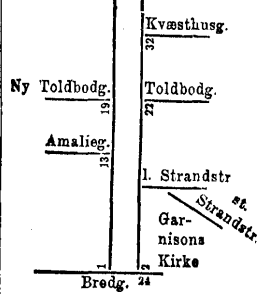 Kvæsthusg.
32
Ny Toldbodg.
19
Toldbodg.
22
Amalieg.
13
l. Strandstr
st.
Strandstr.
Gar-
nisons
Kirke
1
2
Bredg. 24